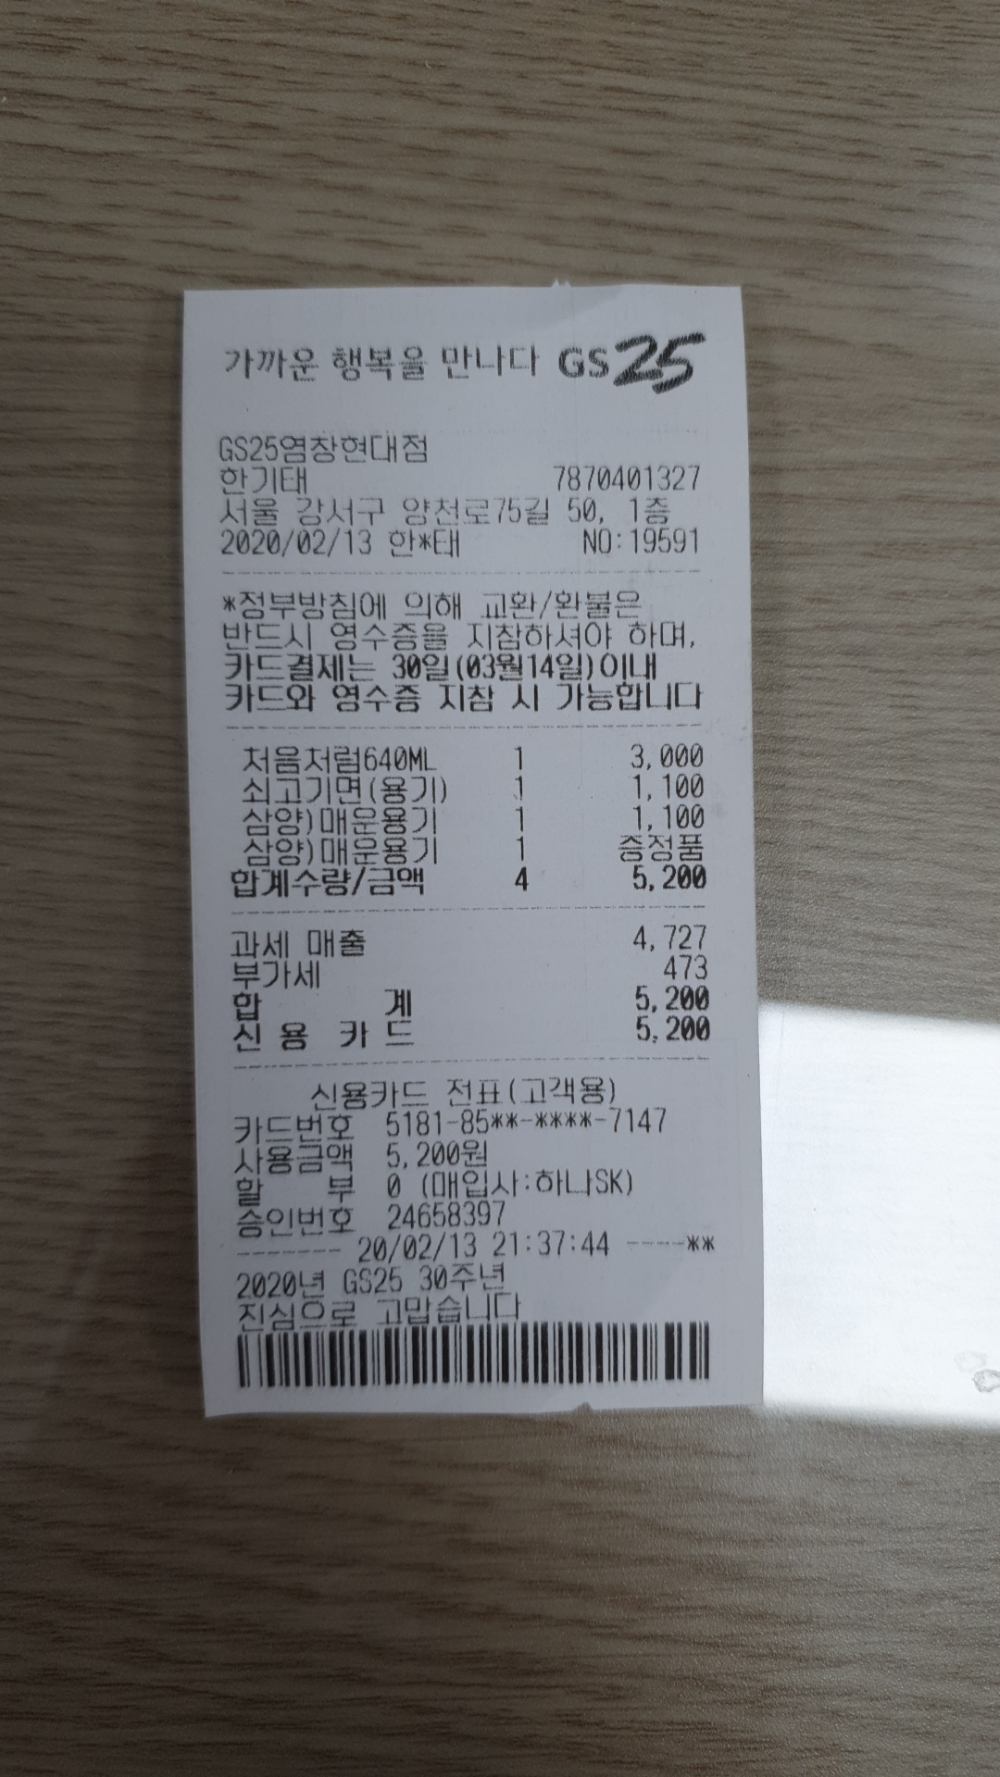 가까운 행복을 만나다 GS25
GS25염창현대점
한기태 7870401327
서울 강서구 양천로75길 50, 1층
2020/02/13 한*태 NO:19591
*정부방침에 의해 교환/환불은
반드시 영수증을 지참하셔야 하며,
카드결제는 30일(03월14일)이내
카드와 영수증 지참 시 가능합니다
처음처럼640ML 1 3,000
쇠고기면(용기) 1 1,100
삼양)매운용기 1 1,100
삼양)매운용기 1 증정품
합계수량/금액 4 5,200
과세 매출 4,727
부가세 473
합 계 5,200
신 용 카 드 5,200
신용카드 전표(고객용)
카드번호 5181-85**-****-7147
사용금액 5,200원
할 부 0 (매입사:하나SK)
승인번호 24658397
------- 20/02/13 21:37:44 ----**
2020년 GS25 30주년
진심으로 고맙습니다